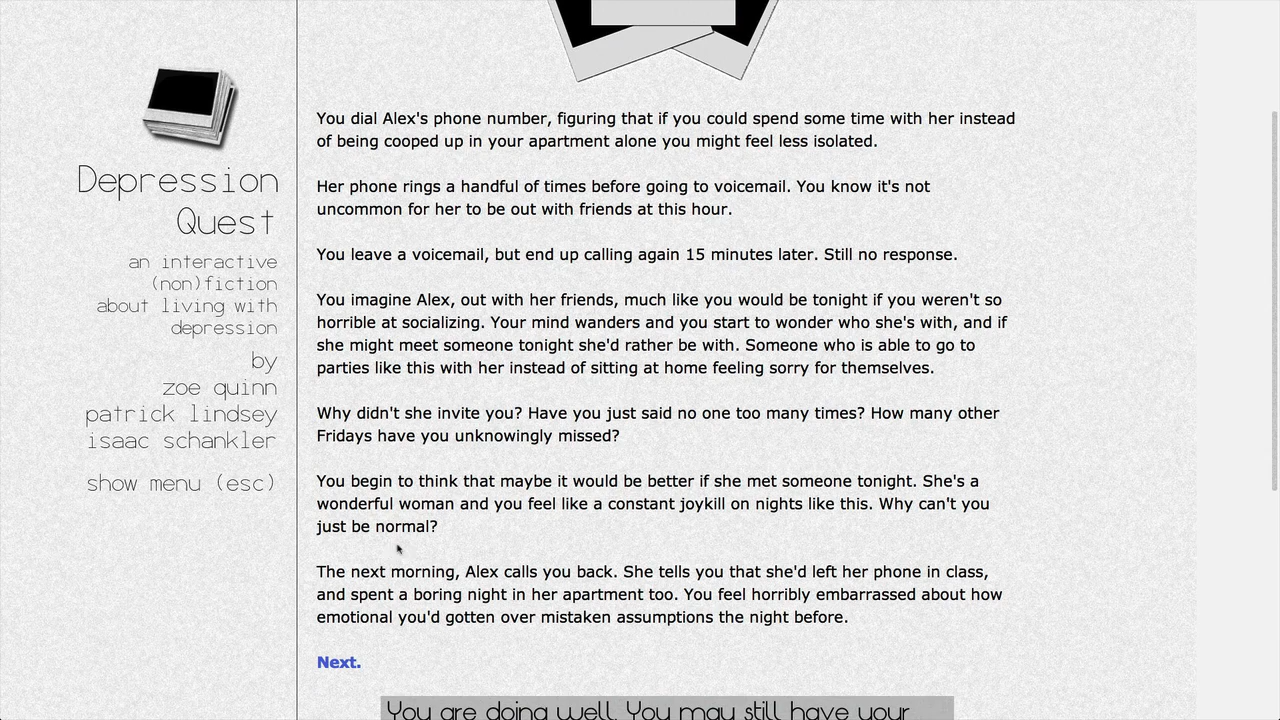 Depression
Quest
an interactive
(non)fiction
about living with
depression
by
zoe quinn
patrick lindsey
isaac schankler
show menu (esc)
You dial Alex's phone number, figuring that if you could spend some time with her instead
of being cooped up in your apartment alone you might feel less isolated.
Her phone rings a handful of times before going to voicemail. You know it's not
uncommon for her to be out with friends at this hour.
You leave a voicemail, but end up calling again 15 minutes later. Still no response.
You imagine Alex, out with her friends, much like you would be tonight if you weren't so
horrible at socializing. Your mind wanders and you start to wonder who she's with, and if
she might meet someone tonight she'd rather be with. Someone who is able to go to
parties like this with her instead of sitting at home feeling sorry for themselves.
Why didn't she invite you? Have you just said no one too many times? How many other
Fridays have you unknowingly missed?
You begin to think that maybe it would be better if she met someone tonight. She's a
wonderful woman and you feel like a constant joykill on nights like this. Why can't you
just be normal?
The next morning, Alex calls you back. She tells you that she'd left her phone in class,
and spent a boring night in her apartment too. You feel horribly embarrassed about how
emotional you'd gotten over mistaken assumptions the night before.
Next.
You are doing well. You may still have your